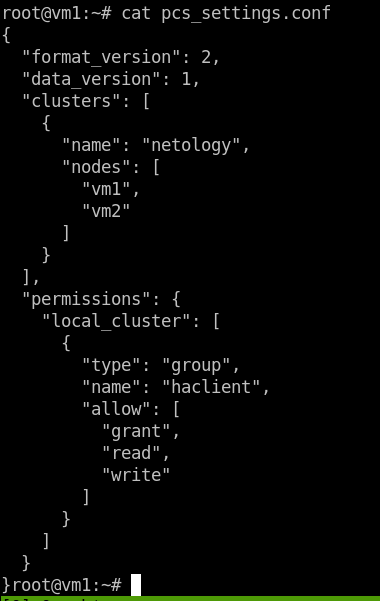 root@vm1:~# cat pcs_settings.conf
{
  "format_version": 2,
  "data_version": 1,
  "clusters": [
    {
      "name": "netology",
      "nodes": [
        "vm1",
        "vm2"
      ]
    }
  ],
  "permissions": {
    "local_cluster": [
      {
        "type": "group",
        "name": "haclient",
        "allow": [
          "grant",
          "read",
          "write"
        ]
      }
    ]
  }
}root@vm1:~#